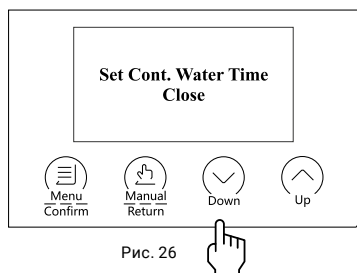 Set Cont. Water Time
Close
Menu
Confirm
Manual
Return
Down
Up
Рис. 26